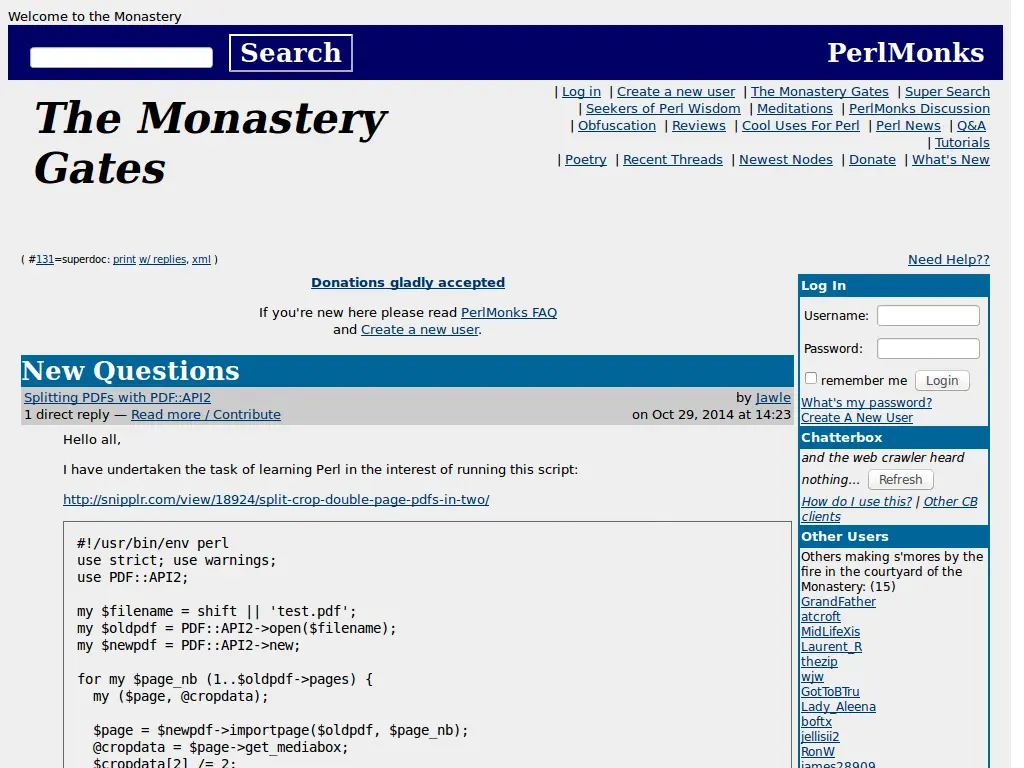 Welcome to the Monastery
Search
PerlMonks
The Monastery
Gates
| Log in | Create a new user | The Monastery Gates | Super Search
| Seekers of Perl Wisdom | Meditations | PerlMonks Discussion
| Obfuscation | Reviews | Cool Uses For Perl | Perl News | Q&A
| Tutorials
| Poetry | Recent Threads | Newest Nodes | Donate | What's New
( #131=superdoc: print w/ replies, xml )
Need Help??
Donations gladly accepted
If you're new here please read PerlMonks FAQ
and Create a new user.
New Questions
Splitting PDFs with PDF::API2
by Jawle
1 direct reply — Read more / Contribute
on Oct 29, 2014 at 14:23
Hello all,
I have undertaken the task of learning Perl in the interest of running this script:
http://snipplr.com/view/18924/split-crop-double-page-pdfs-in-two/
#!/usr/bin/env perl
use strict; use warnings;
use PDF::API2;
my $filename = shift || 'test.pdf';
my $oldpdf = PDF::API2->open($filename);
my $newpdf = PDF::API2->new;
for my $page_nb (1..$oldpdf->pages) {
my ($page, @cropdata);
$page = $newpdf->importpage($oldpdf, $page_nb);
@cropdata = $page->get_mediabox;
$cropdata[2] /= 2;
Log In
Username:
Password:
remember me
Login
What's my password?
Create A New User
Chatterbox
and the web crawler heard
nothing...
Refresh
How do I use this? | Other CB
clients
Other Users
Others making s'mores by the
fire in the courtyard of the
Monastery: (15)
GrandFather
atcroft
MidLifeXis
Laurent_R
thezip
wjw
GotToBTru
Lady_Aleena
boftx
jellisii2
RonW
james28909